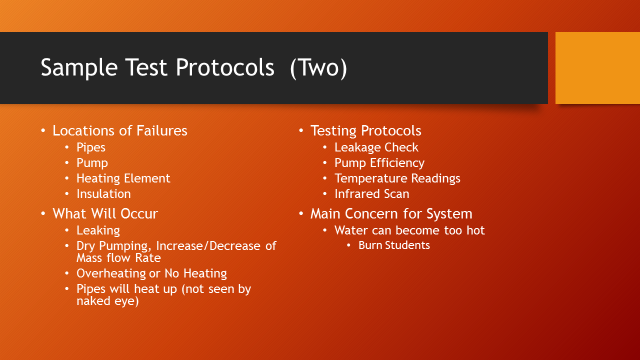 Sample Test Protocols (Two)
• Locations of Failures
• Pipes
• Pump
• Heating Element
• Insulation
• What Will Occur
• Leaking
• Dry Pumping, Increase/Decrease of
Mass flow Rate
• Overheating or No Heating
• Pipes will heat up (not seen by
naked eye)
• Testing Protocols
• Leakage Check
• Pump Efficiency
• Temperature Readings
• Infrared Scan
• Main Concern for System
• Water can become too hot
• Burn Students